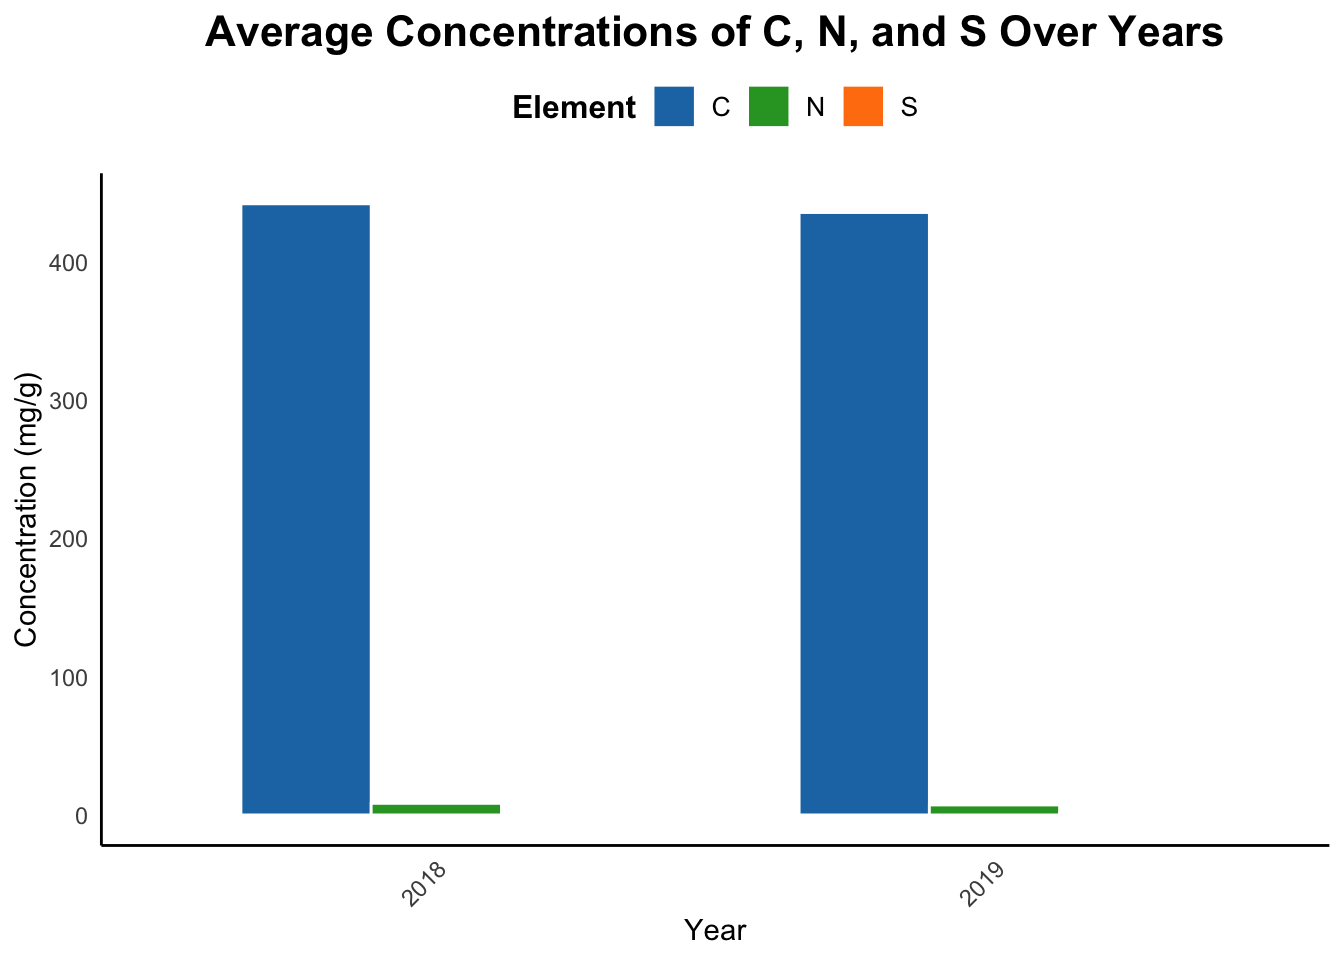 Average Concentrations of C, N, and S Over Years
Element C N S
Concentration (mg/g)
400
300
200
100
0
2018 2019
Year